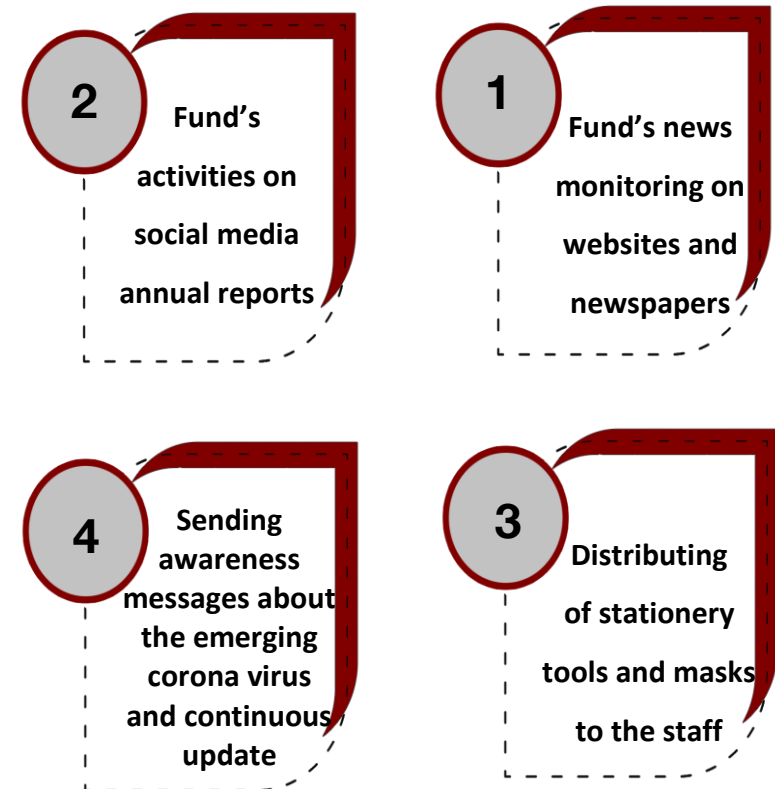 1
Fund's news
monitoring on
websites and
newspapers
2
Fund's
activities on
social media
annual reports
3
Distributing
of stationery
tools and masks
to the staff
4
Sending
awareness
messages about
the emerging
corona virus
and continuous
update